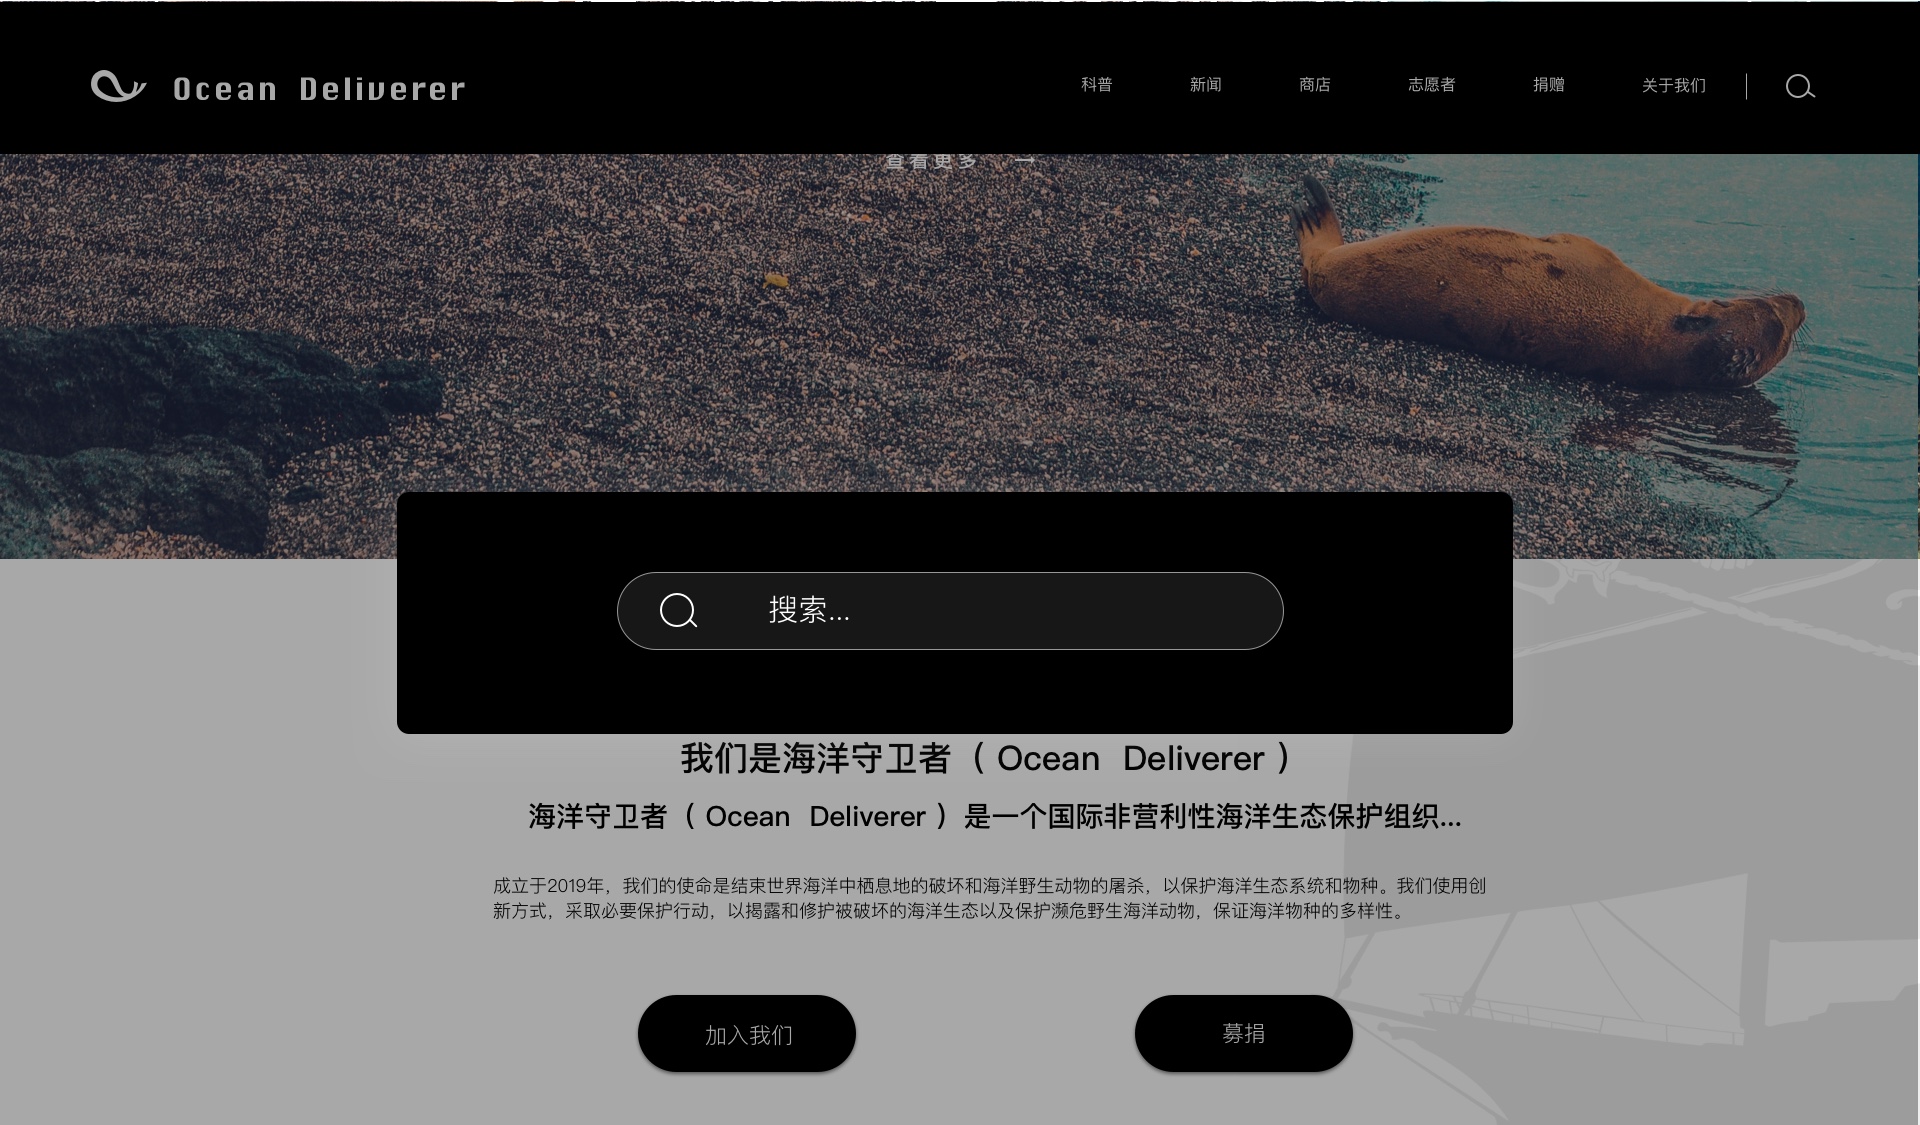 Ocean Deliverer
科普
新闻
商店
志愿者
捐赠
关于我们
查看更多 →
搜索...
我们是海洋守卫者（ Ocean Deliverer ）
海洋守卫者（ Ocean Deliverer ）是一个国际非营利性海洋生态保护组织...
成立于2019年，我们的使命是结束世界海洋中栖息地的破坏和海洋野生动物的屠杀，以保护海洋生态系统和物种。我们使用创
新方式，采取必要保护行动，以揭露和修护被破坏的海洋生态以及保护濒危野生海洋动物，保证海洋物种的多样性。
加入我们
募捐